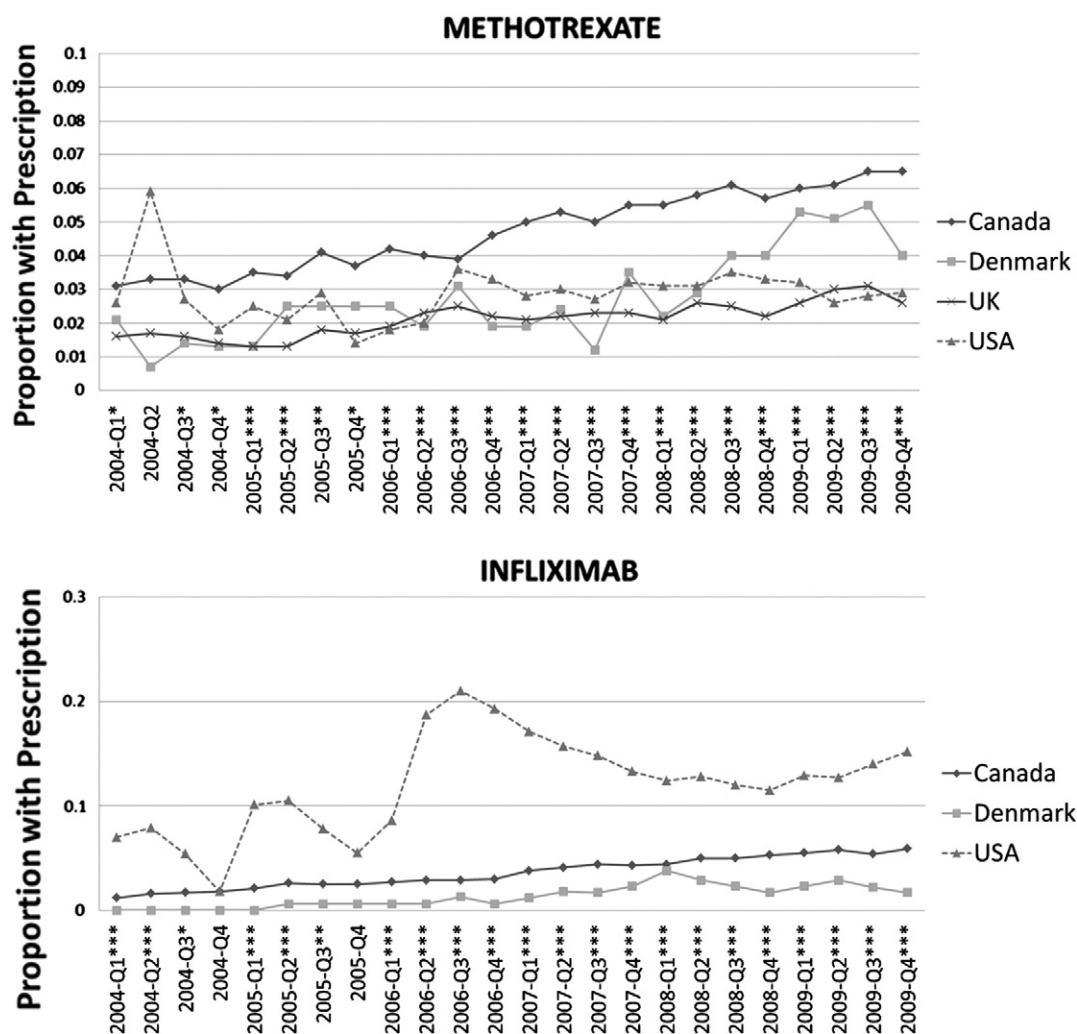 METHOTREXATE
Proportion with Prescription
0.1
0.09
0.08
0.07
0.06
0.05
0.04
0.03
0.02
0.01
0
2004-Q1*
2004-Q2
2004-Q3*
2004-Q4*
2005-Q1***
2005-Q2***
2005-Q3**
2005-Q4*
2006-Q1***
2006-Q2***
2006-Q3***
2006-Q4***
2007-Q1***
2007-Q2***
2007-Q3***
2007-Q4***
2008-Q1***
2008-Q2***
2008-Q3***
2008-Q4***
2009-Q1***
2009-Q2***
2009-Q3***
2009-Q4***
Canada
Denmark
UK
USA
INFLIXIMAB
Proportion with Prescription
0.3
0.2
0.1
0
2004-Q1***
2004-Q2***
2004-Q3*
2004-Q4
2005-Q1***
2005-Q2***
2005-Q3**
2005-Q4
2006-Q1***
2006-Q2***
2006-Q3***
2006-Q4***
2007-Q1***
2007-Q2***
2007-Q3***
2007-Q4***
2008-Q1***
2008-Q2***
2008-Q3***
2008-Q4***
2009-Q1***
2009-Q2***
2009-Q3***
2009-Q4***
Canada
Denmark
USA